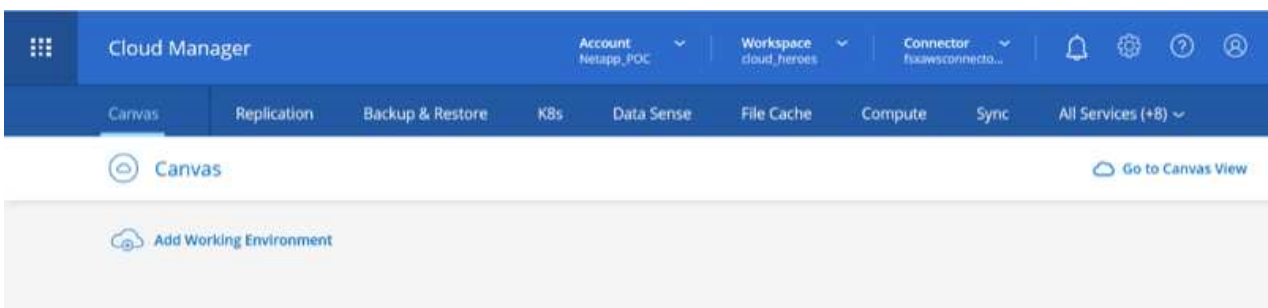 Cloud Manager
Account
Netapp_POC
Workspace
cloud_heroes
Connector
fsxawsconnecto...
Canvas Replication Backup & Restore K8s Data Sense File Cache Compute Sync All Services (+8)
Canvas
Go to Canvas View
Add Working Environment